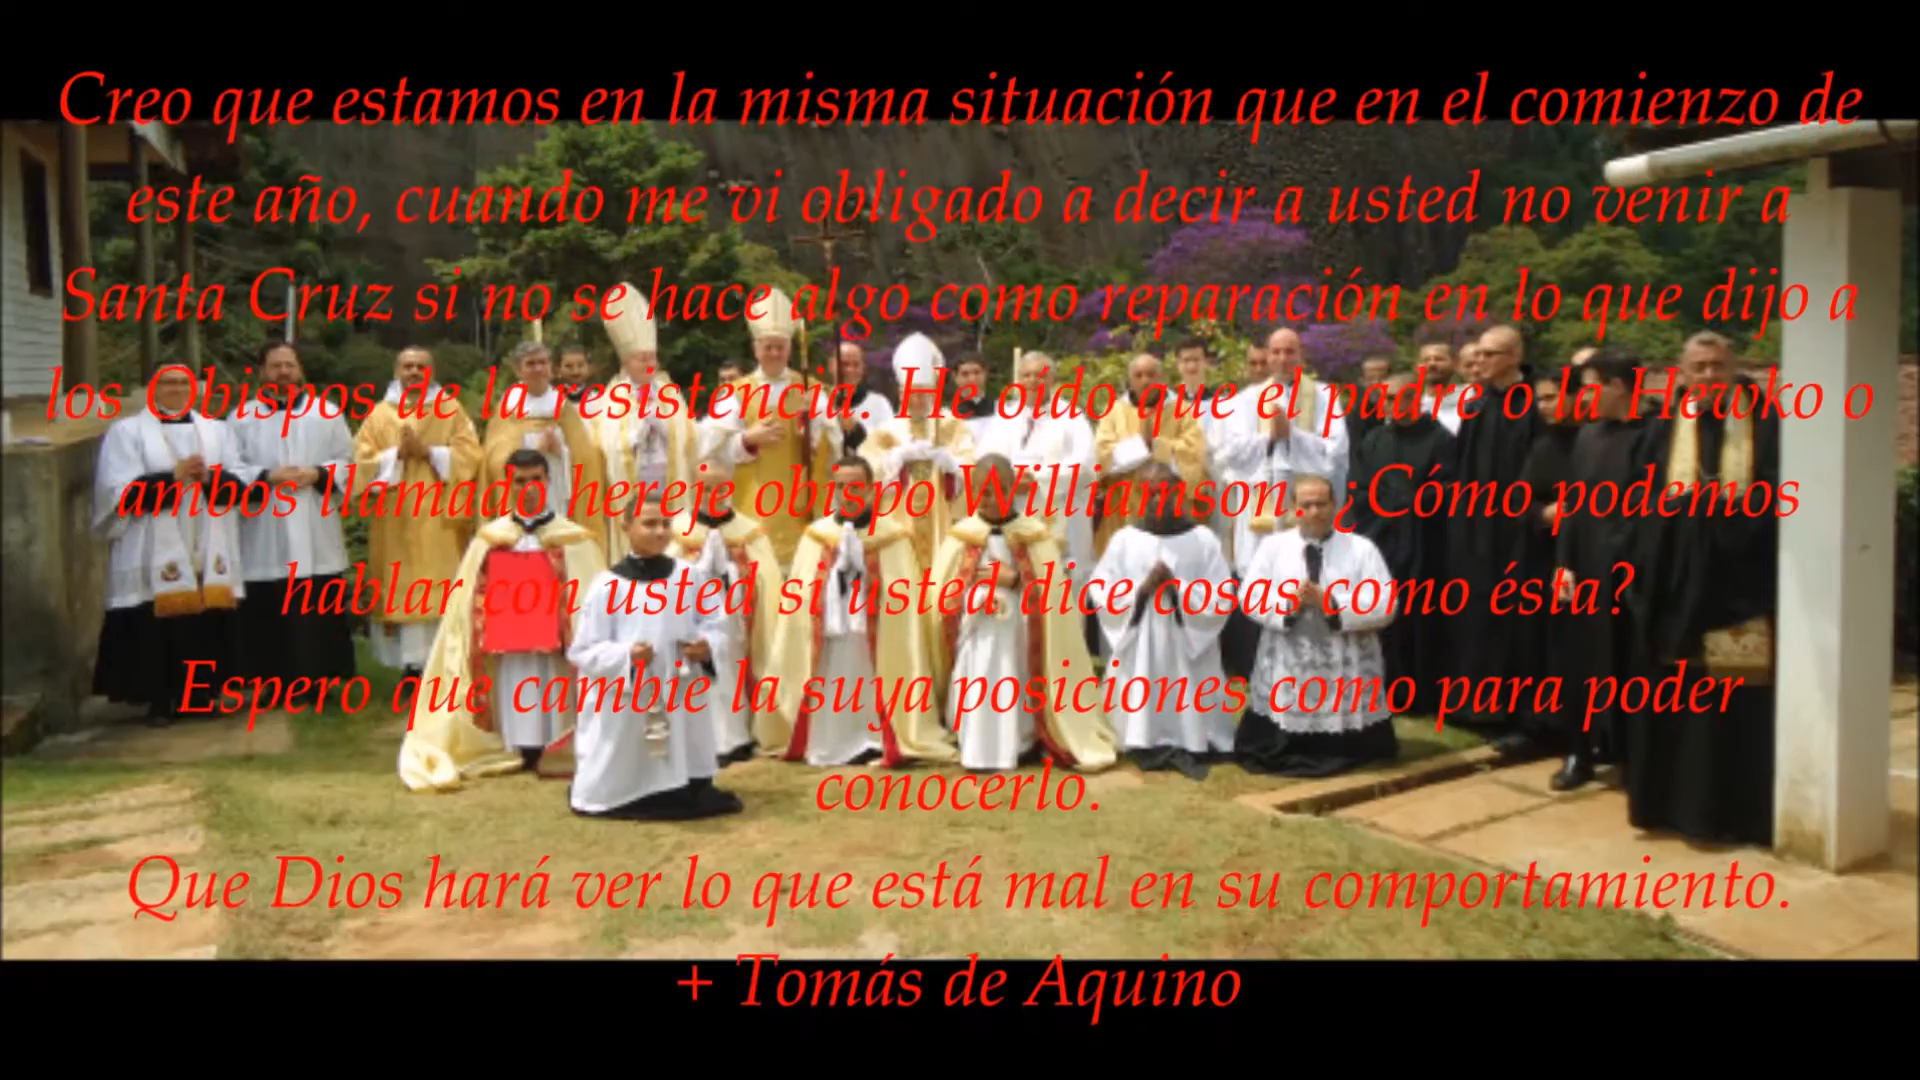 Creo que estamos en la misma situación que en el comienzo de
este año, cuando me vi obligado a decir a usted no venir a
Santa Cruz si no se hace algo como reparación en lo que dijo a
los Obispos de la resistencia. He oído que el padre o la Hewko o
ambos llamado hereje obispo Williamson. ¿Cómo podemos
hablar con usted si usted dice cosas como ésta?
Espero que cambie la suya posiciones como para poder
conocerlo.
Que Dios hará ver lo que está mal en su comportamiento.
+ Tomás de Aquino